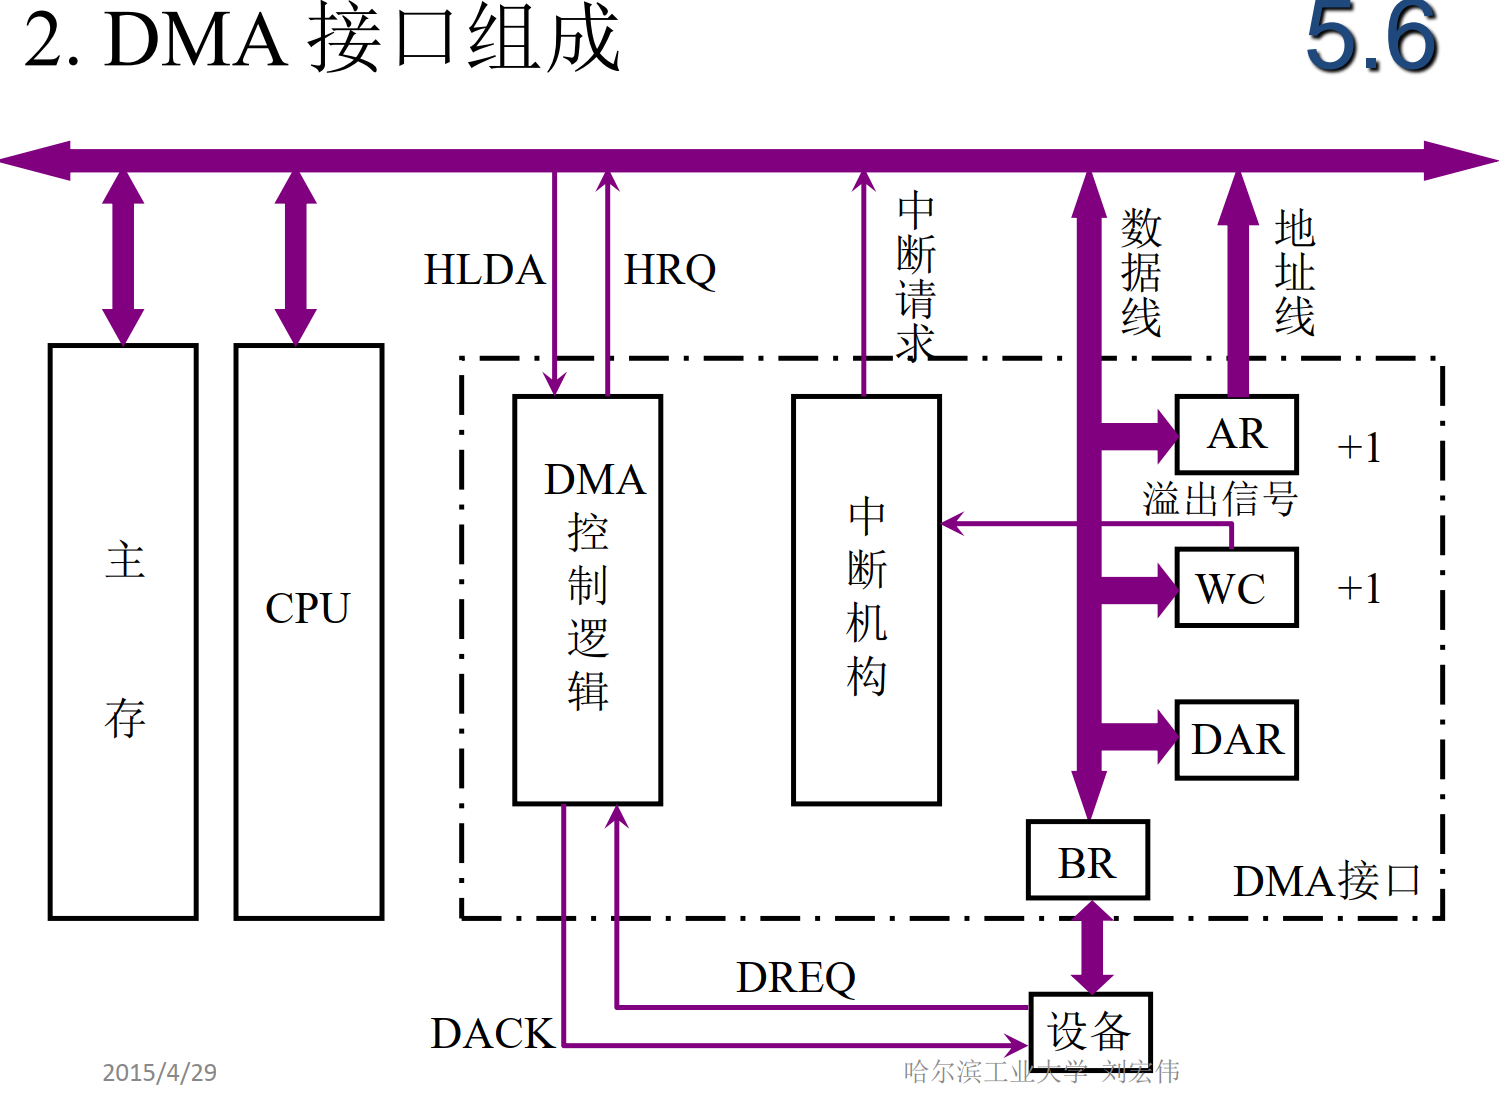 2. DMA 接口组成
5.6
HLDA
HRQ
中断请求
数据线
地址线
主存
CPU
DMA控制逻辑
中断机构
AR
+1
溢出信号
WC
+1
DAR
BR
DMA接口
DREQ
DACK
设备
2015/4/29
哈尔滨工业大学 刘宏伟